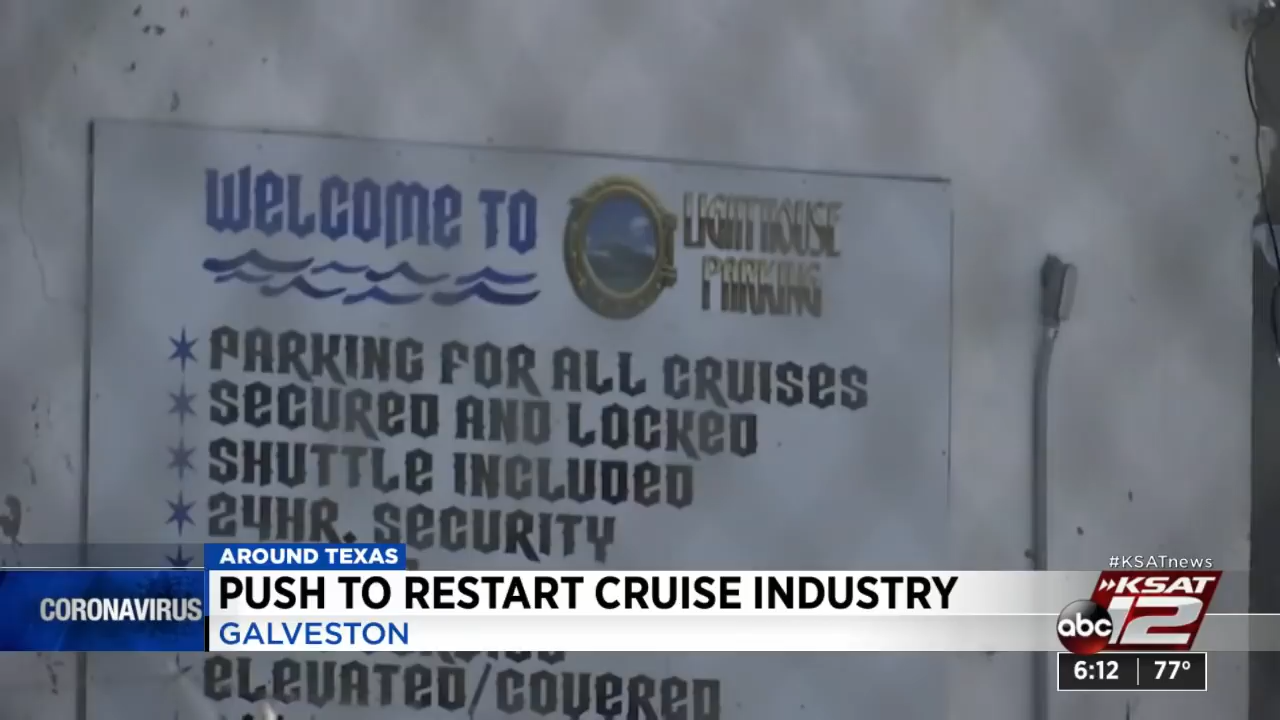 WELCOME TO
LIGHTHOUSE
PARKING
PARKING FOR ALL CRUISES
SECURED AND LOCKED
SHUTTLE INCLUDED
24HR. SECURITY
AROUND TEXAS
#KSATnews
CORONAVIRUS
PUSH TO RESTART CRUISE INDUSTRY
GALVESTON
KSAT
abc 12
6:12 77°
ELEVATED/COVERED